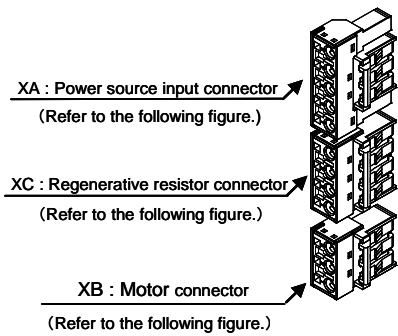 XA : Power source input connector
(Refer to the following figure.)
XC : Regenerative resistor connector
(Refer to the following figure.)
XB : Motor connector
(Refer to the following figure.)